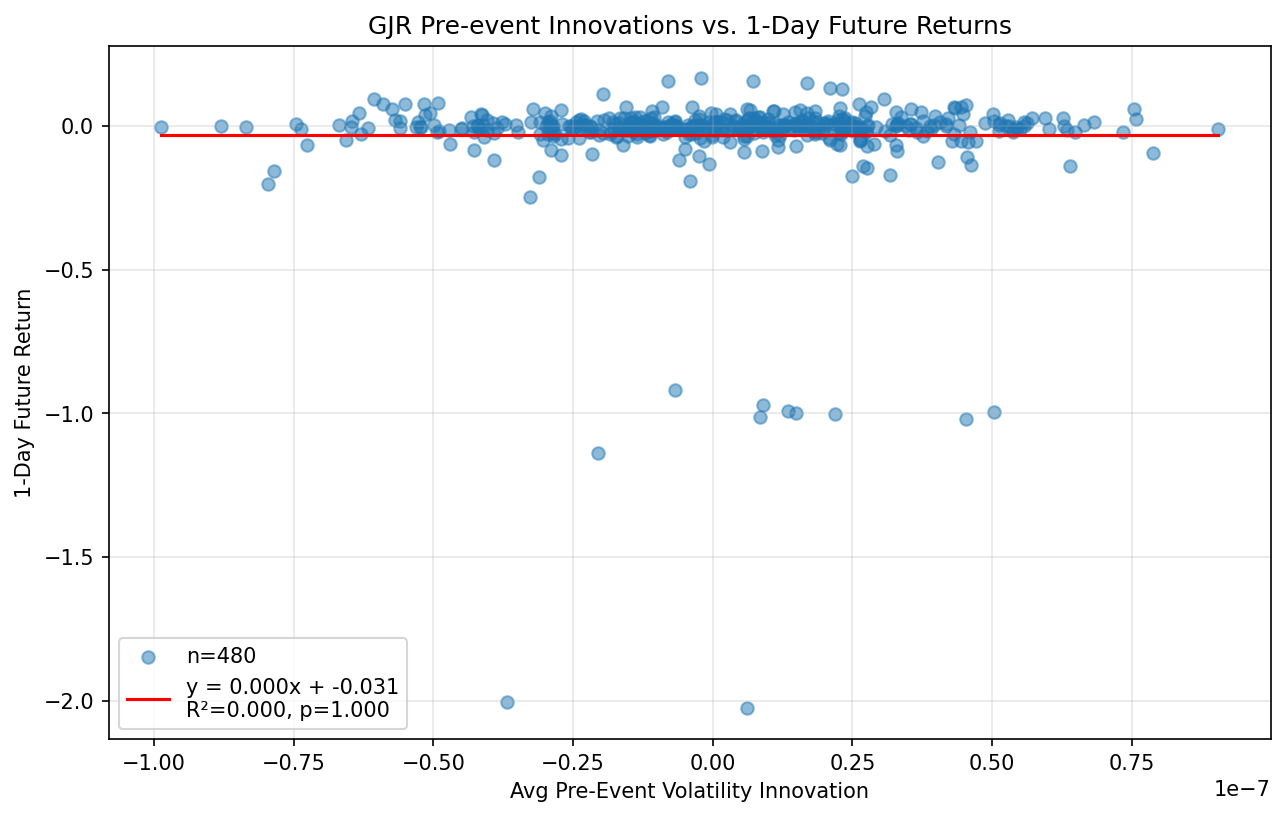 GJR Pre-event Innovations vs. 1-Day Future Returns
1-Day Future Return
0.0
−0.5
−1.0
−1.5
−2.0
n=480
y = 0.000x + -0.031
R²=0.000, p=1.000
−1.00
−0.75
−0.50
−0.25
0.00
0.25
0.50
0.75
1e−7
Avg Pre-Event Volatility Innovation